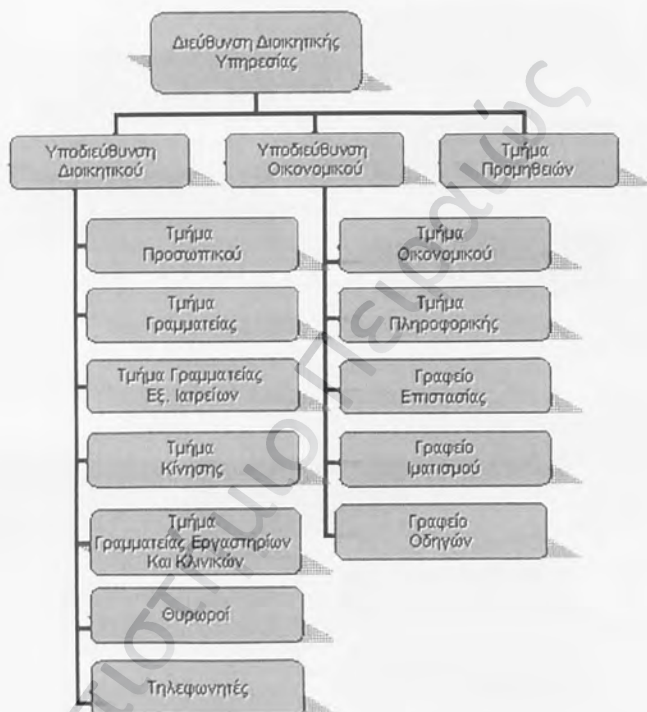 Διεύθυνση Διοικητικής
Υπηρεσίας
Υποδιεύθυνση
Διοικητικού
Υποδιεύθυνση
Οικονομικού
Τμήμα
Προμηθειών
Τμήμα
Προσωπικού
Τμήμα
Γραμματείας
Τμήμα Γραμματείας
Εξ. Ιατρείων
Τμήμα
Κίνησης
Τμήμα
Γραμματείας Εργαστηρίων
Και Κλινικών
Θυρωροί
Τηλεφωνητές
Τμήμα
Οικονομικού
Τμήμα
Πληροφορικής
Γραφείο
Επιστασίας
Γραφείο
Ιματισμού
Γραφείο
Οδηγών
Πειραιώς